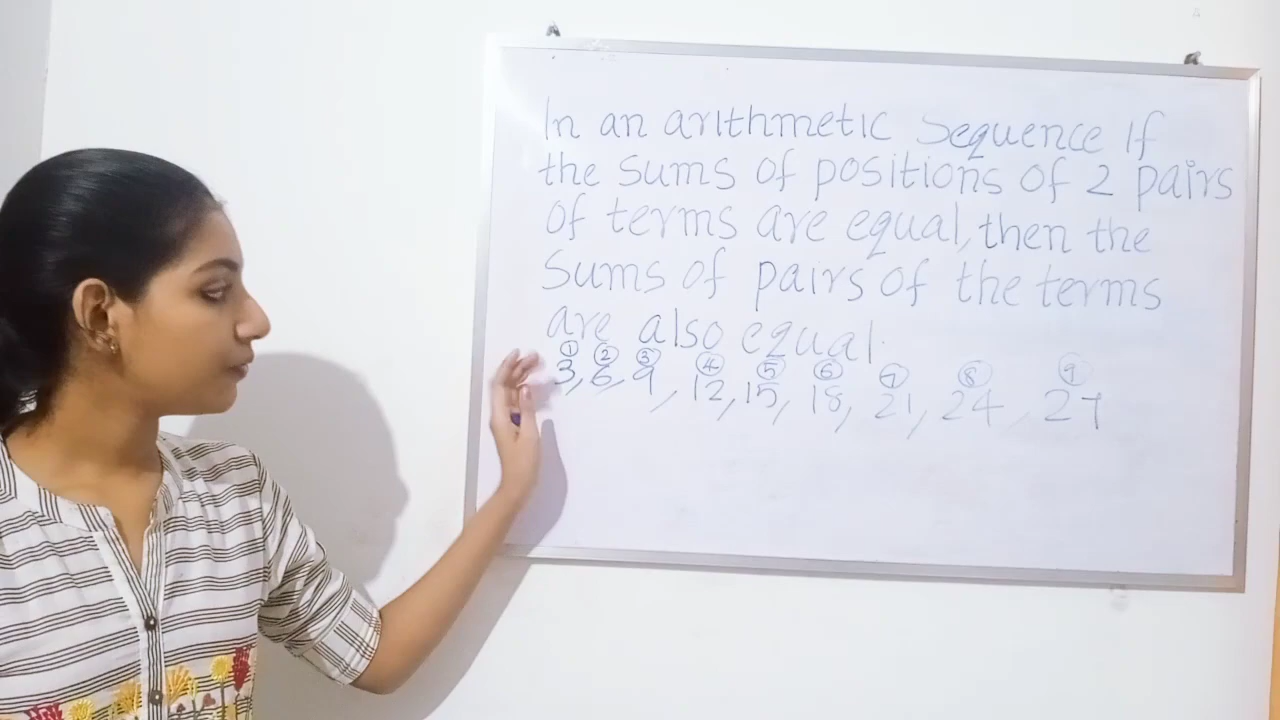 In an arithmetic Sequence If
the Sums of positions of 2 pairs
of terms are equal, then the
Sums of pairs of the terms
are also equal.
1 2 3 4 5 6 7 8 9
3, 6, 9, 12, 15, 18, 21, 24, 27